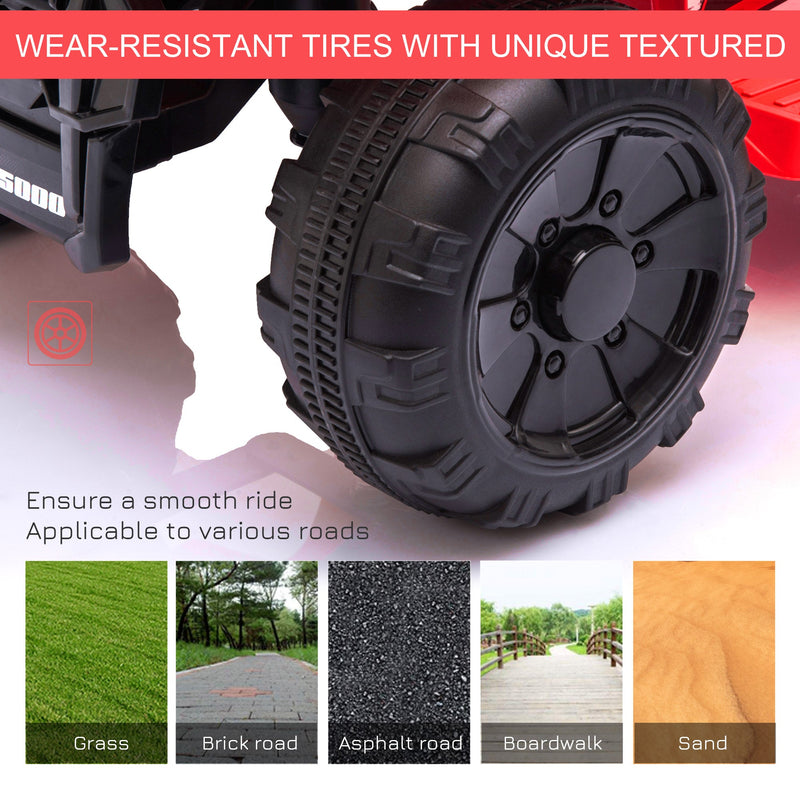 WEAR-RESISTANT TIRES WITH UNIQUE TEXTURED
5000
Ensure a smooth ride
Applicable to various roads
Grass
Brick road
Asphalt road
Boardwalk
Sand